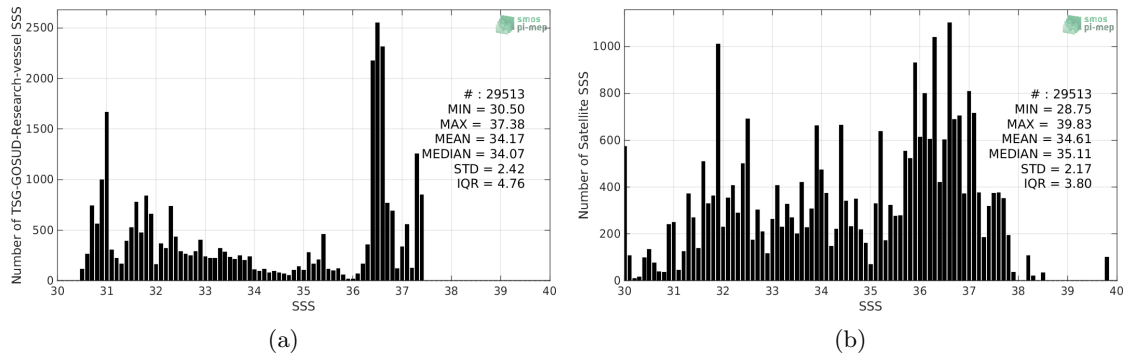 Number of TSG-GOSUD-Research-vessel SSS
2500
2000
1500
1000
500
0
30 31 32 33 34 35 36 37 38 39 40
SSS
smos
pi-mep
# : 29513
MIN = 30.50
MAX = 37.38
MEAN = 34.17
MEDIAN = 34.07
STD = 2.42
IQR = 4.76
(a)
Number of Satellite SSS
1000
800
600
400
200
0
30 31 32 33 34 35 36 37 38 39 40
SSS
smos
pi-mep
# : 29513
MIN = 28.75
MAX = 39.83
MEAN = 34.61
MEDIAN = 35.11
STD = 2.17
IQR = 3.80
(b)